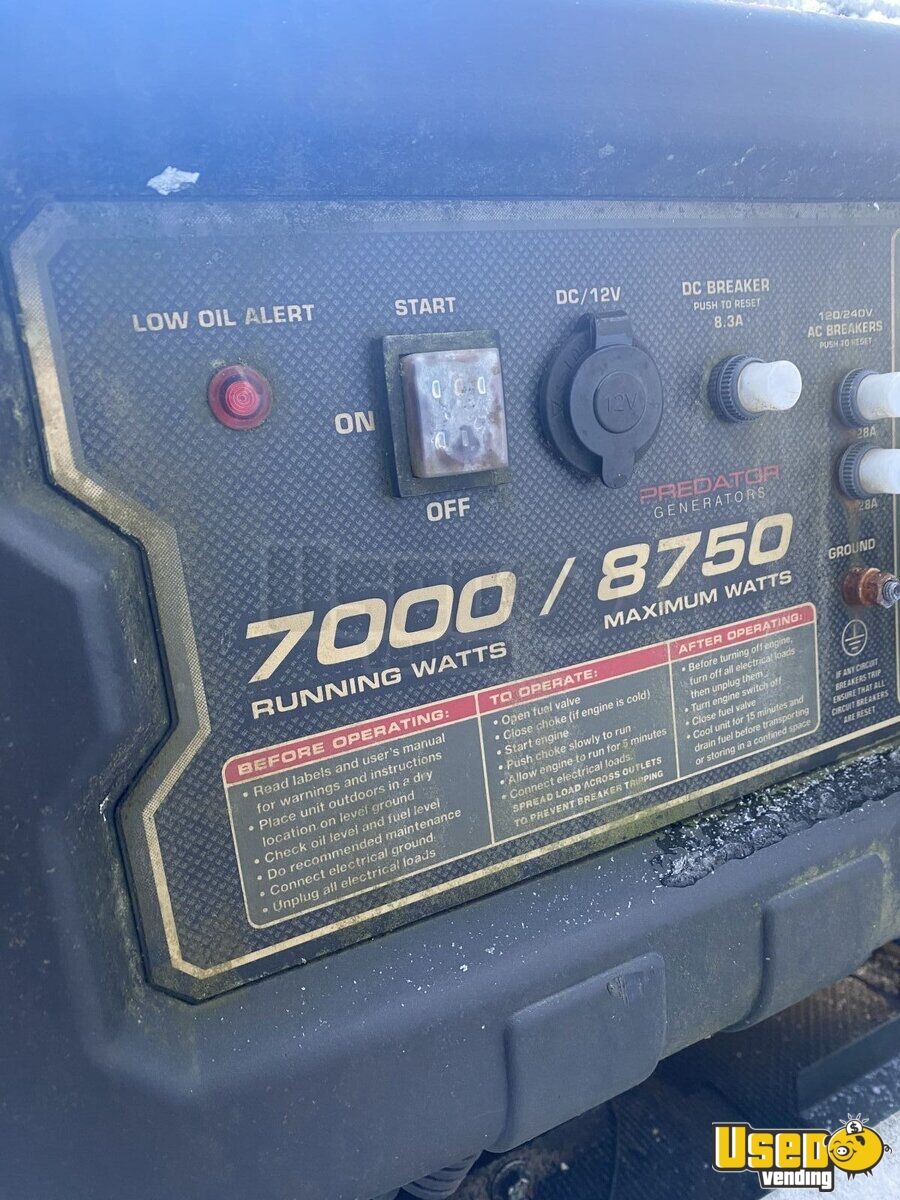 LOW OIL ALERT
START
ON
OFF
DC/12V
12V
DC BREAKER
PUSH TO RESET
8.3A
120/240V
AC BREAKERS
PUSH TO RESET
28A
28A
PREDATOR
GENERATORS
GROUND
7000 / 8750
RUNNING WATTS
MAXIMUM WATTS
IF ANY CIRCUIT
BREAKERS TRIP
ENSURE THAT ALL
CIRCUIT BREAKERS
ARE RESET
BEFORE OPERATING:
• Read labels and user's manual
for warnings and instructions
• Place unit outdoors in a dry
location on level ground
• Check oil level and fuel level
• Do recommended maintenance
• Connect electrical ground.
• Unplug all electrical loads
TO OPERATE:
• Open fuel valve
• Close choke (if engine is cold)
• Start engine
• Push choke slowly to run
• Allow engine to run for 5 minutes
• Connect electrical loads.
SPREAD LOAD ACROSS OUTLETS
TO PREVENT BREAKER TRIPPING
AFTER OPERATING:
• Before turning off engine,
turn off all electrical loads
then unplug them
• Turn engine switch off
• Close fuel valve
• Cool unit for 15 minutes and
drain fuel before transporting
or storing in a confined space
USED
vending